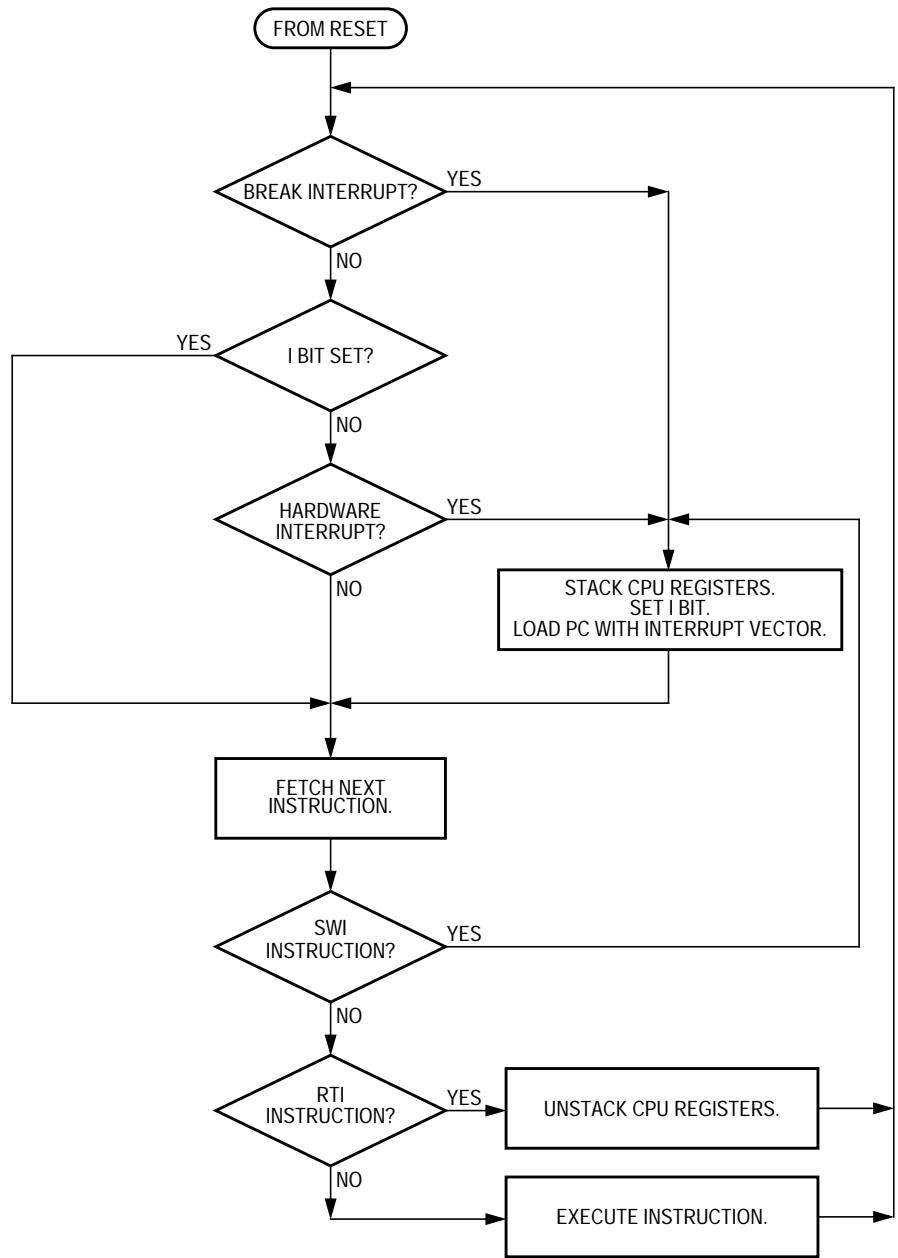 FROM RESET
BREAK INTERRUPT?
YES
NO
YES
I BIT SET?
NO
HARDWARE
INTERRUPT?
YES
NO
STACK CPU REGISTERS.
SET I BIT.
LOAD PC WITH INTERRUPT VECTOR.
FETCH NEXT
INSTRUCTION.
SWI
INSTRUCTION?
YES
NO
RTI
INSTRUCTION?
YES
UNSTACK CPU REGISTERS.
NO
EXECUTE INSTRUCTION.